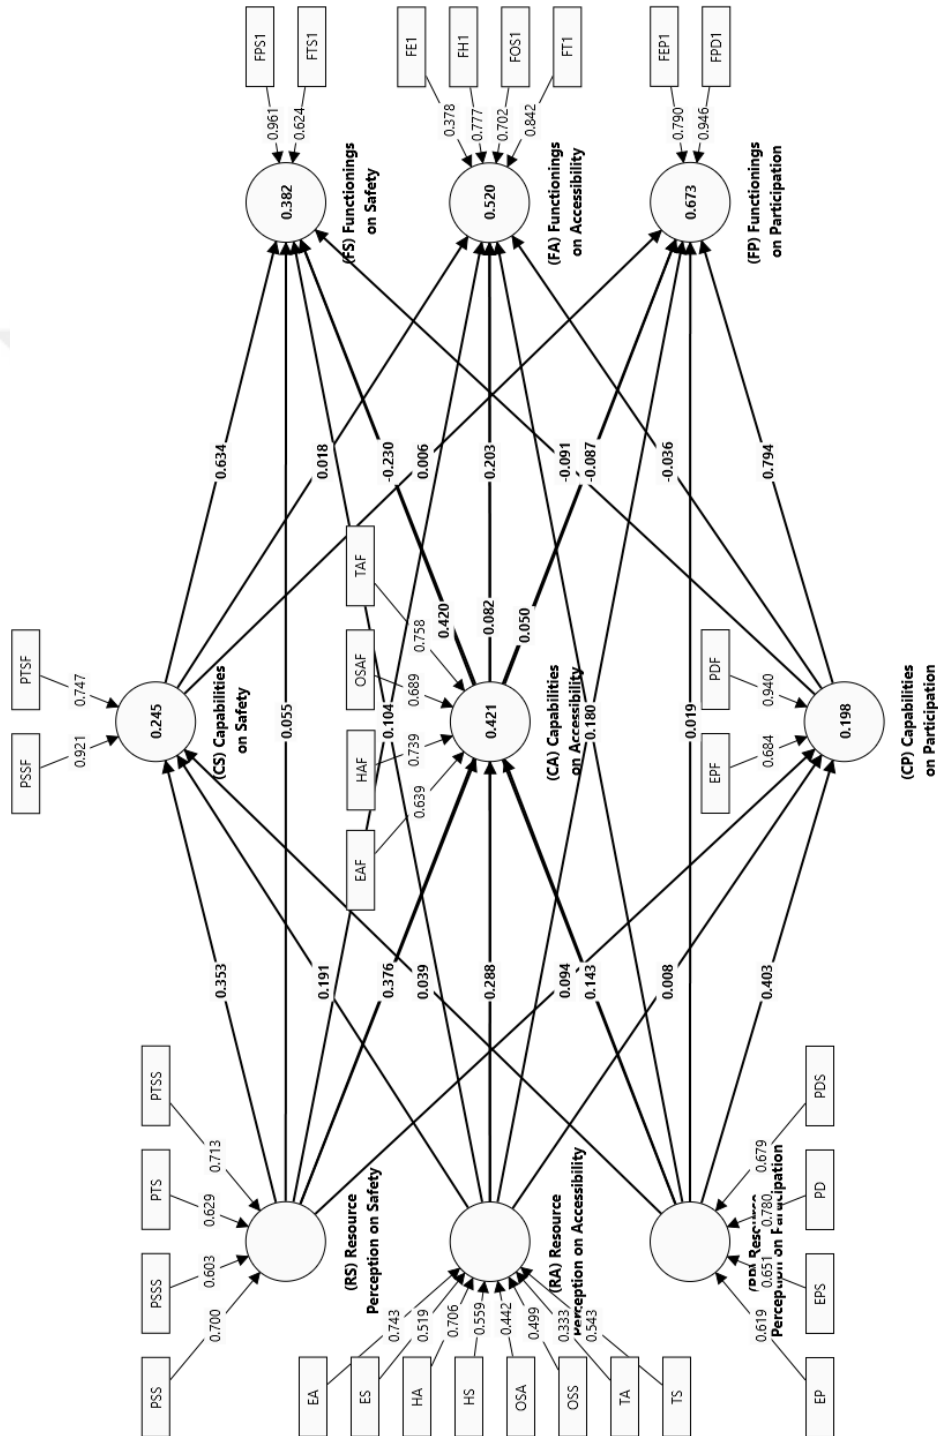 PSSF
PTSF
0.921
0.747
PSS
PSSS
PTS
PTSS
0.700
0.603
0.629
0.713
0.245
(CS) Capabilities
on Safety
0.353
0.634
FPS1
FTS1
0.961
0.624
0.382
(FS) Functionings
on Safety
0.055
(RS) Resource
Perception on Safety
0.191
0.018
EA
ES
HA
HS
OSA
OSS
TA
TS
0.743
0.519
0.706
0.559
0.442
0.499
0.333
0.543
EAF
HAF
OSAF
TAF
0.639
0.739
0.689
0.758
0.376
0.104
-0.230
0.039
0.420
0.006
0.421
(CA) Capabilities
on Accessibility
0.288
0.082
0.203
FE1
FH1
FOS1
FT1
0.378
0.777
0.702
0.842
0.520
(FA) Functionings
on Accessibility
(RA) Resource
Perception on Accessibility
0.050
0.094
-0.091
0.143
0.180
-0.087
0.008
-0.036
0.019
FEP1
FPD1
0.790
0.946
0.673
(FP) Functionings
on Participation
EPF
PDF
0.684
0.940
0.403
0.794
(RP) Resource
Perception on Participation
0.619
0.651
0.780
0.679
EP
EPS
PD
PDS
0.198
(CP) Capabilities
on Participation